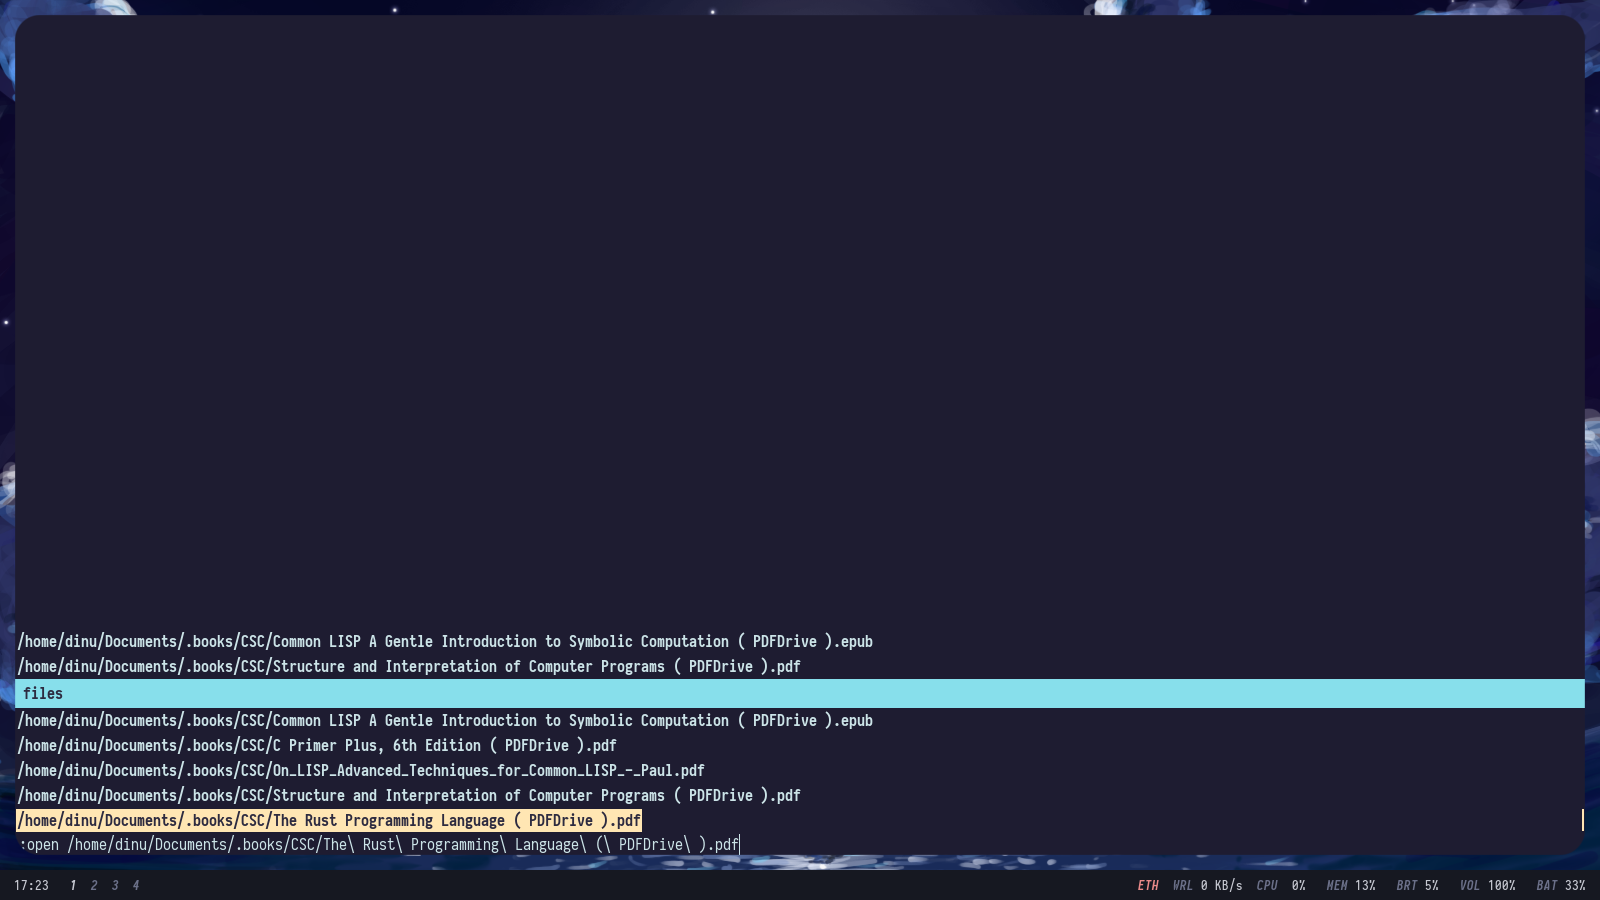 /home/dinu/Documents/.books/CSC/Common LISP A Gentle Introduction to Symbolic Computation ( PDFDrive ).epub
/home/dinu/Documents/.books/CSC/Structure and Interpretation of Computer Programs ( PDFDrive ).pdf
files
/home/dinu/Documents/.books/CSC/Common LISP A Gentle Introduction to Symbolic Computation ( PDFDrive ).epub
/home/dinu/Documents/.books/CSC/C Primer Plus, 6th Edition ( PDFDrive ).pdf
/home/dinu/Documents/.books/CSC/On_LISP_Advanced_Techniques_for_Common_LISP_-_Paul.pdf
/home/dinu/Documents/.books/CSC/Structure and Interpretation of Computer Programs ( PDFDrive ).pdf
/home/dinu/Documents/.books/CSC/The Rust Programming Language ( PDFDrive ).pdf
:open /home/dinu/Documents/.books/CSC/The\ Rust\ Programming\ Language\ (\ PDFDrive\ ).pdf
17:23 1 2 3 4 ETH WRL 0 KB/s CPU 0% MEM 13% BRT 5% VOL 100% BAT 33%